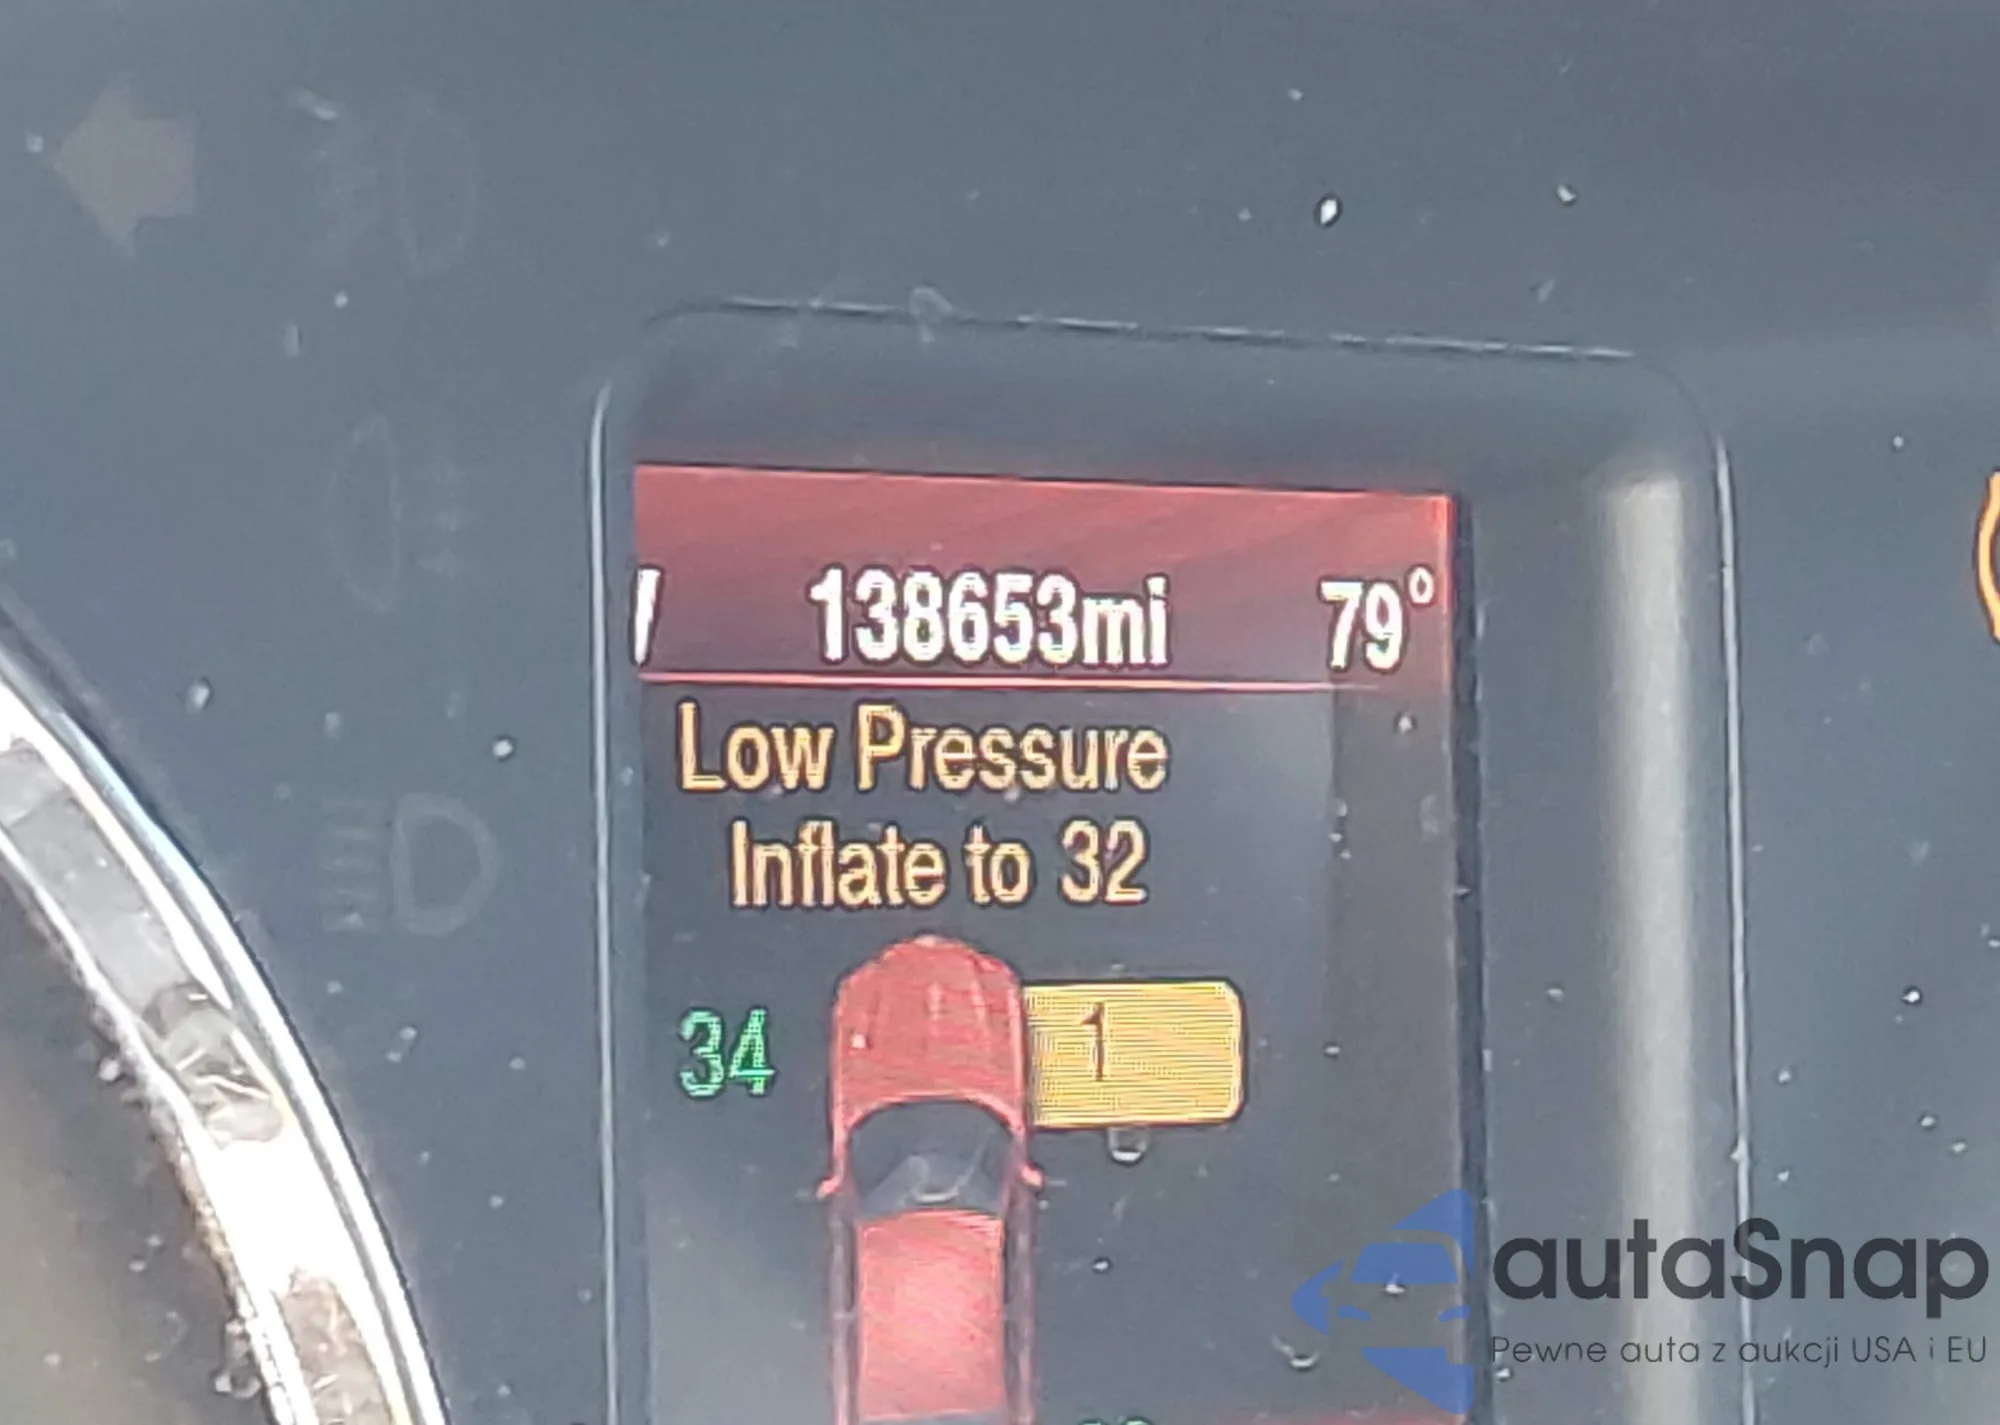 138653mi 79°
Low Pressure
Inflate to 32
34 1
autaSnap
Pewne auta z aukcji USA i EU